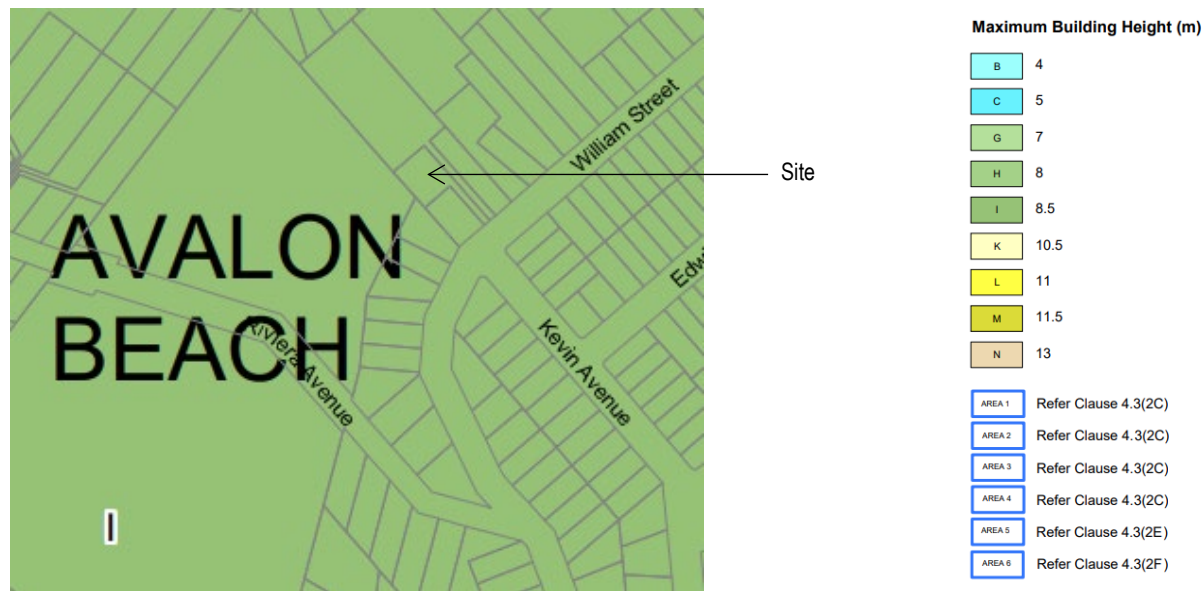 William Street
Site
AVALON
BEACH
Riviera Avenue
Kevin Avenue
Edwi
I
Maximum Building Height (m)
B 4
C 5
G 7
H 8
I 8.5
K 10.5
L 11
M 11.5
N 13
AREA 1 Refer Clause 4.3(2C)
AREA 2 Refer Clause 4.3(2C)
AREA 3 Refer Clause 4.3(2C)
AREA 4 Refer Clause 4.3(2C)
AREA 5 Refer Clause 4.3(2E)
AREA 6 Refer Clause 4.3(2F)